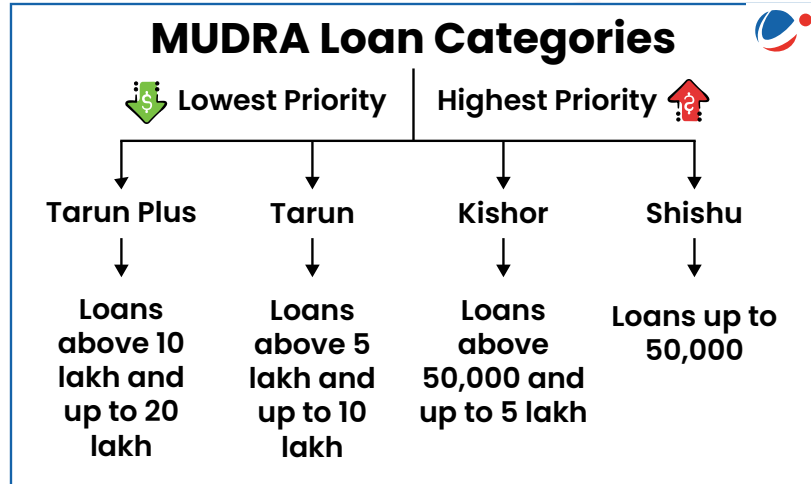 MUDRA Loan Categories
Lowest Priority
Highest Priority
Tarun Plus
Tarun
Kishor
Shishu
Loans
above 10
lakh and
up to 20
lakh
Loans
above 5
lakh and
up to 10
lakh
Loans
above
50,000 and
up to 5 lakh
Loans up to
50,000